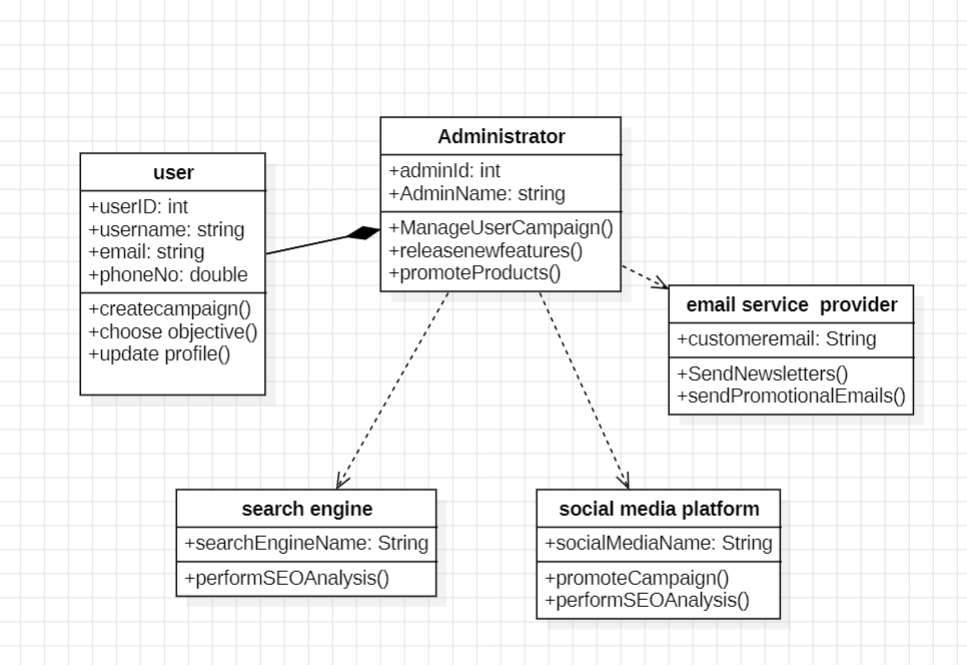 user
+userID: int
+username: string
+email: string
+phoneNo: double
+createcampaign()
+choose objective()
+update profile()
Administrator
+adminId: int
+AdminName: string
+ManageUserCampaign()
+releasenewfeatures()
+promoteProducts()
email service  provider
+customeremail: String
+SendNewsletters()
+sendPromotionalEmails()
search engine
+searchEngineName: String
+performSEOAnalysis()
social media platform
+socialMediaName: String
+promoteCampaign()
+performSEOAnalysis()